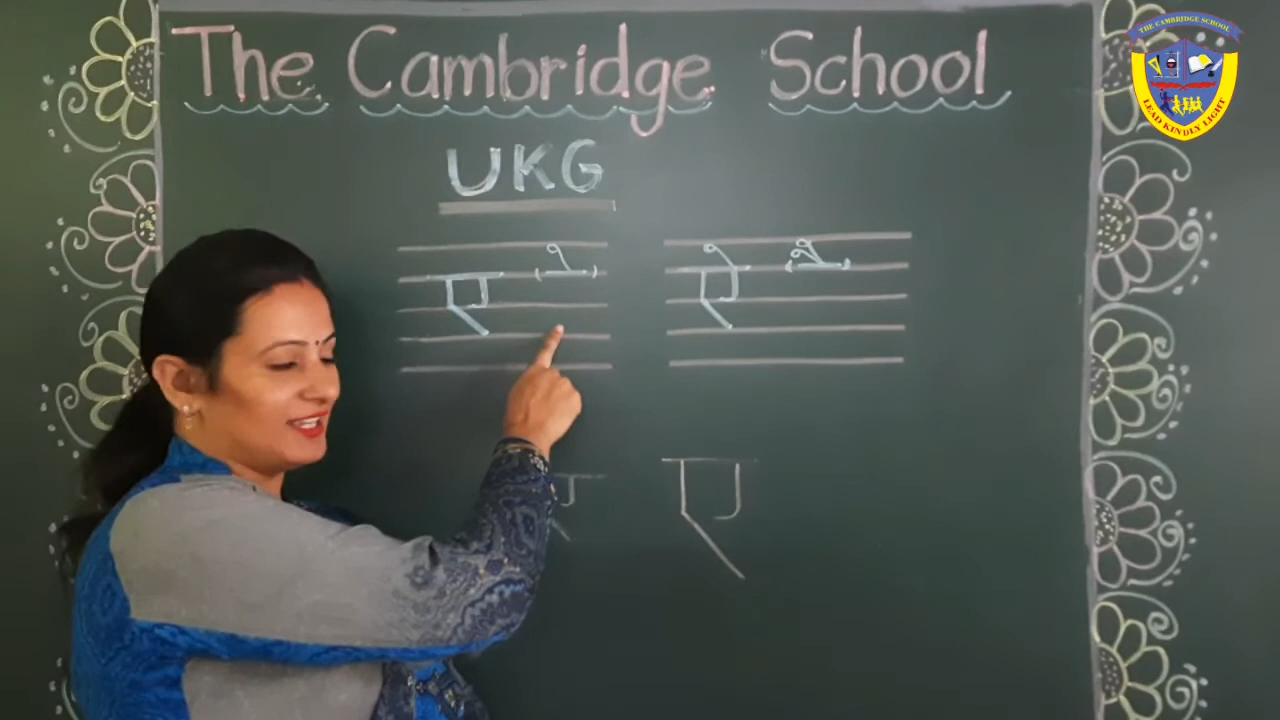 The Cambridge School
THE CAMBRIDGE SCHOOL
LEAD KINDLY LIGHT
UKG
ए े ऐ ै
ए ए